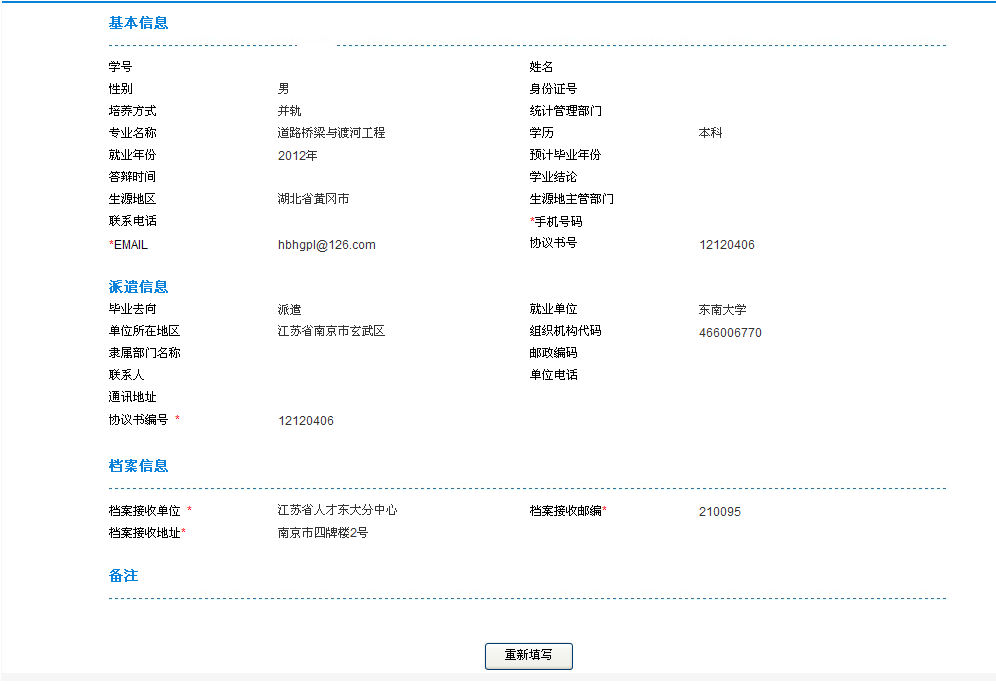 基本信息
学号 姓名
性别 男 身份证号
培养方式 并轨 统计管理部门
专业名称 道路桥梁与渡河工程 学历 本科
就业年份 2012年 预计毕业年份
答辩时间 学业结论
生源地区 湖北省黄冈市 生源地主管部门
联系电话 *手机号码
*EMAIL hbhgpl@126.com 协议书号 12120406
派遣信息
毕业去向 派遣 就业单位 东南大学
单位所在地区 江苏省南京市玄武区 组织机构代码 466006770
隶属部门名称 邮政编码
联系人 单位电话
通讯地址
协议书编号 * 12120406
档案信息
档案接收单位 * 江苏省人才东大分中心 档案接收邮编* 210095
档案接收地址* 南京市四牌楼2号
备注
重新填写